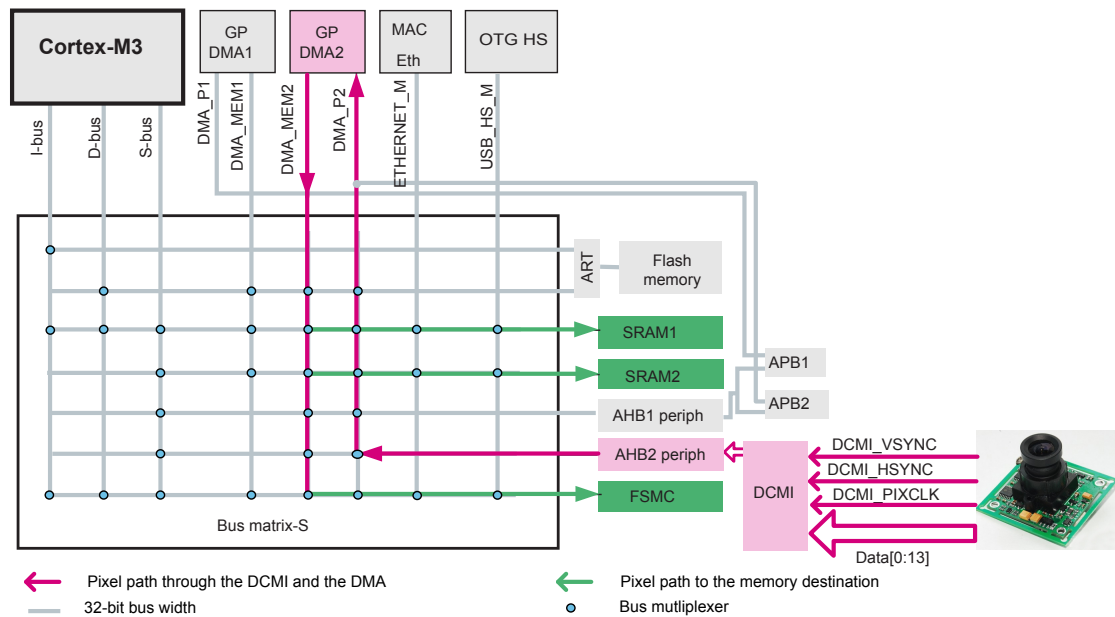 Cortex-M3
GP
DMA1
GP
DMA2
MAC
Eth
OTG HS
I-bus
D-bus
S-bus
DMA_P1
DMA_MEM1
DMA_MEM2
DMA_P2
ETHERNET_M
USB_HS_M
ART
Flash
memory
SRAM1
SRAM2
AHB1 periph
AHB2 periph
FSMC
APB1
APB2
DCMI
DCMI_VSYNC
DCMI_HSYNC
DCMI_PIXCLK
Data[0:13]
Bus matrix-S
Pixel path through the DCMI and the DMA
Pixel path to the memory destination
32-bit bus width
Bus mutliplexer